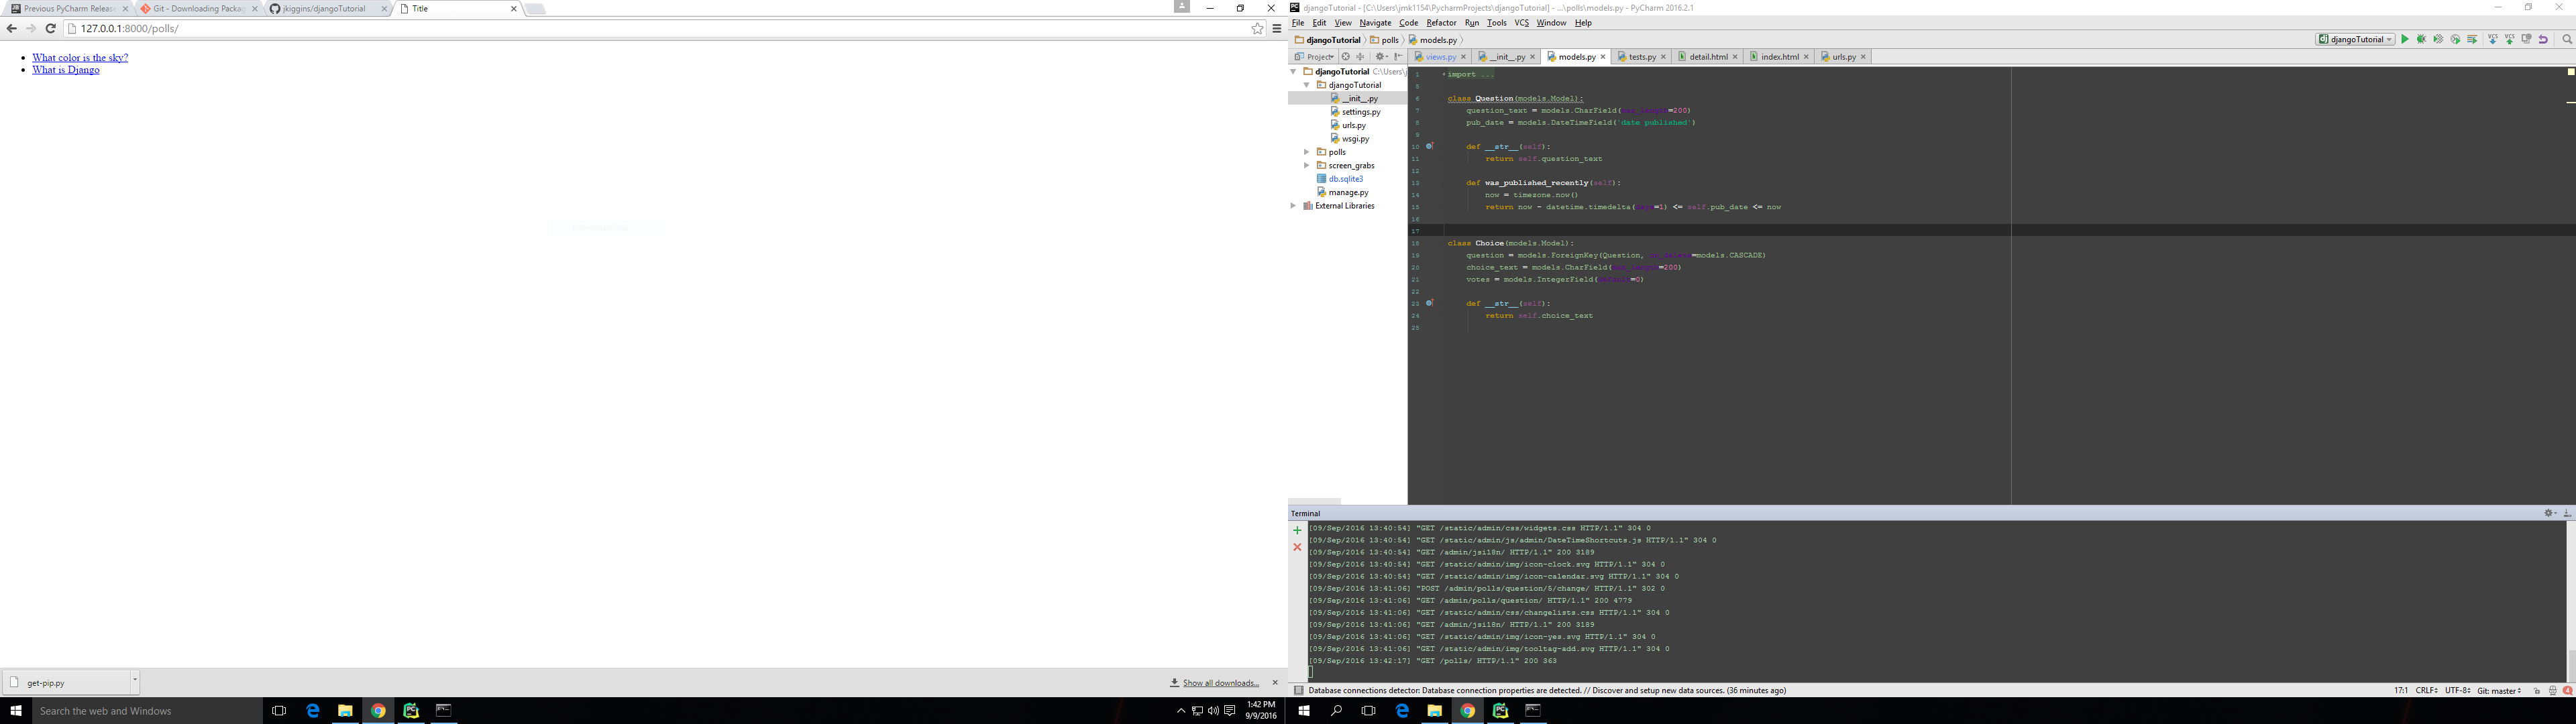 Previous PyCharm Release
Git - Downloading Packag
jkiggins/djangoTutorial
Title
127.0.0.1:8000/polls/
What color is the sky?
What is Django
get-pip.py
Show all downloads...
Search the web and Windows
1:42 PM
9/9/2016
djangoTutorial - [C:\Users\jmk1154\PycharmProjects\djangoTutorial] - ...\polls\models.py - PyCharm 2016.2.1
File Edit View Navigate Code Refactor Run Tools VCS Window Help
djangoTutorial polls models.py
djangoTutorial
VCS VCS
Project
views.py __init__.py models.py tests.py detail.html index.html urls.py
djangoTutorial C:\Users\j
djangoTutorial
__init__.py
settings.py
urls.py
wsgi.py
polls
screen_grabs
db.sqlite3
manage.py
External Libraries
1 import ...
5
6 class Question(models.Model):
7 question_text = models.CharField(max_length=200)
8 pub_date = models.DateTimeField('date published')
9
10 def __str__(self):
11 return self.question_text
12
13 def was_published_recently(self):
14 now = timezone.now()
15 return now - datetime.timedelta(days=1) <= self.pub_date <= now
16
17
18 class Choice(models.Model):
19 question = models.ForeignKey(Question, on_delete=models.CASCADE)
20 choice_text = models.CharField(max_length=200)
21 votes = models.IntegerField(default=0)
22
23 def __str__(self):
24 return self.choice_text
25
Terminal
[09/Sep/2016 13:40:54] "GET /static/admin/css/widgets.css HTTP/1.1" 304 0
[09/Sep/2016 13:40:54] "GET /static/admin/js/admin/DateTimeShortcuts.js HTTP/1.1" 304 0
[09/Sep/2016 13:40:54] "GET /admin/jsi18n/ HTTP/1.1" 200 3189
[09/Sep/2016 13:40:54] "GET /static/admin/img/icon-clock.svg HTTP/1.1" 304 0
[09/Sep/2016 13:40:54] "GET /static/admin/img/icon-calendar.svg HTTP/1.1" 304 0
[09/Sep/2016 13:41:06] "POST /admin/polls/question/5/change/ HTTP/1.1" 302 0
[09/Sep/2016 13:41:06] "GET /admin/polls/question/ HTTP/1.1" 200 4779
[09/Sep/2016 13:41:06] "GET /static/admin/css/changelists.css HTTP/1.1" 304 0
[09/Sep/2016 13:41:06] "GET /admin/jsi18n/ HTTP/1.1" 200 3189
[09/Sep/2016 13:41:06] "GET /static/admin/img/icon-yes.svg HTTP/1.1" 304 0
[09/Sep/2016 13:41:06] "GET /static/admin/img/tooltag-add.svg HTTP/1.1" 304 0
[09/Sep/2016 13:42:17] "GET /polls/ HTTP/1.1" 200 363
Database connections detector: Database connection properties are detected. // Discover and setup new data sources. (36 minutes ago)
17:1 CRLF UTF-8 Git: master